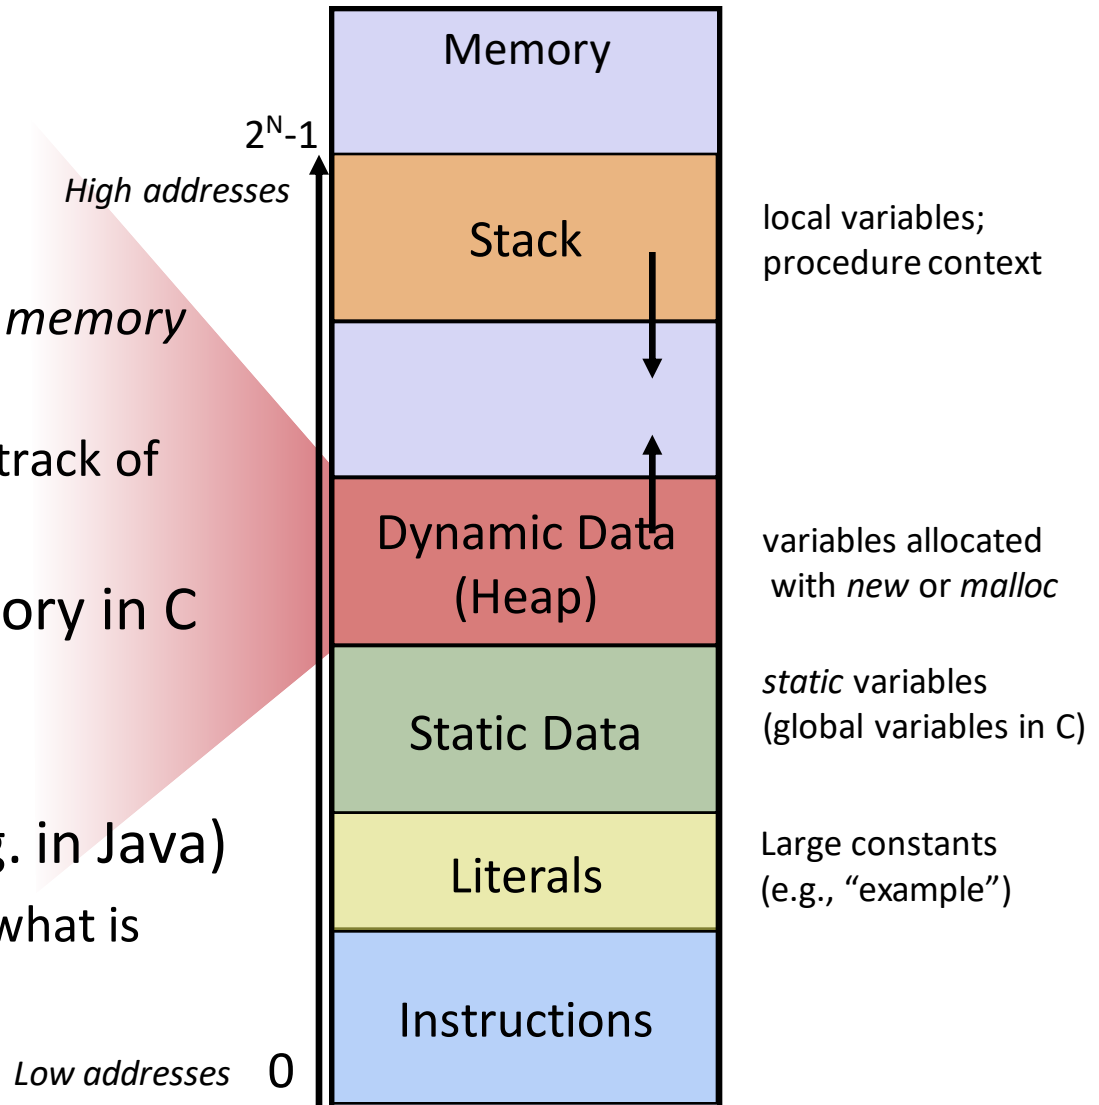 Memory
2^N-1
High addresses
Stack
local variables;
procedure context
memory
track of
Dynamic Data
(Heap)
variables allocated
with new or malloc
ory in C
static variables
(global variables in C)
Static Data
g. in Java)
what is
Literals
Large constants
(e.g., “example”)
Instructions
Low addresses 0